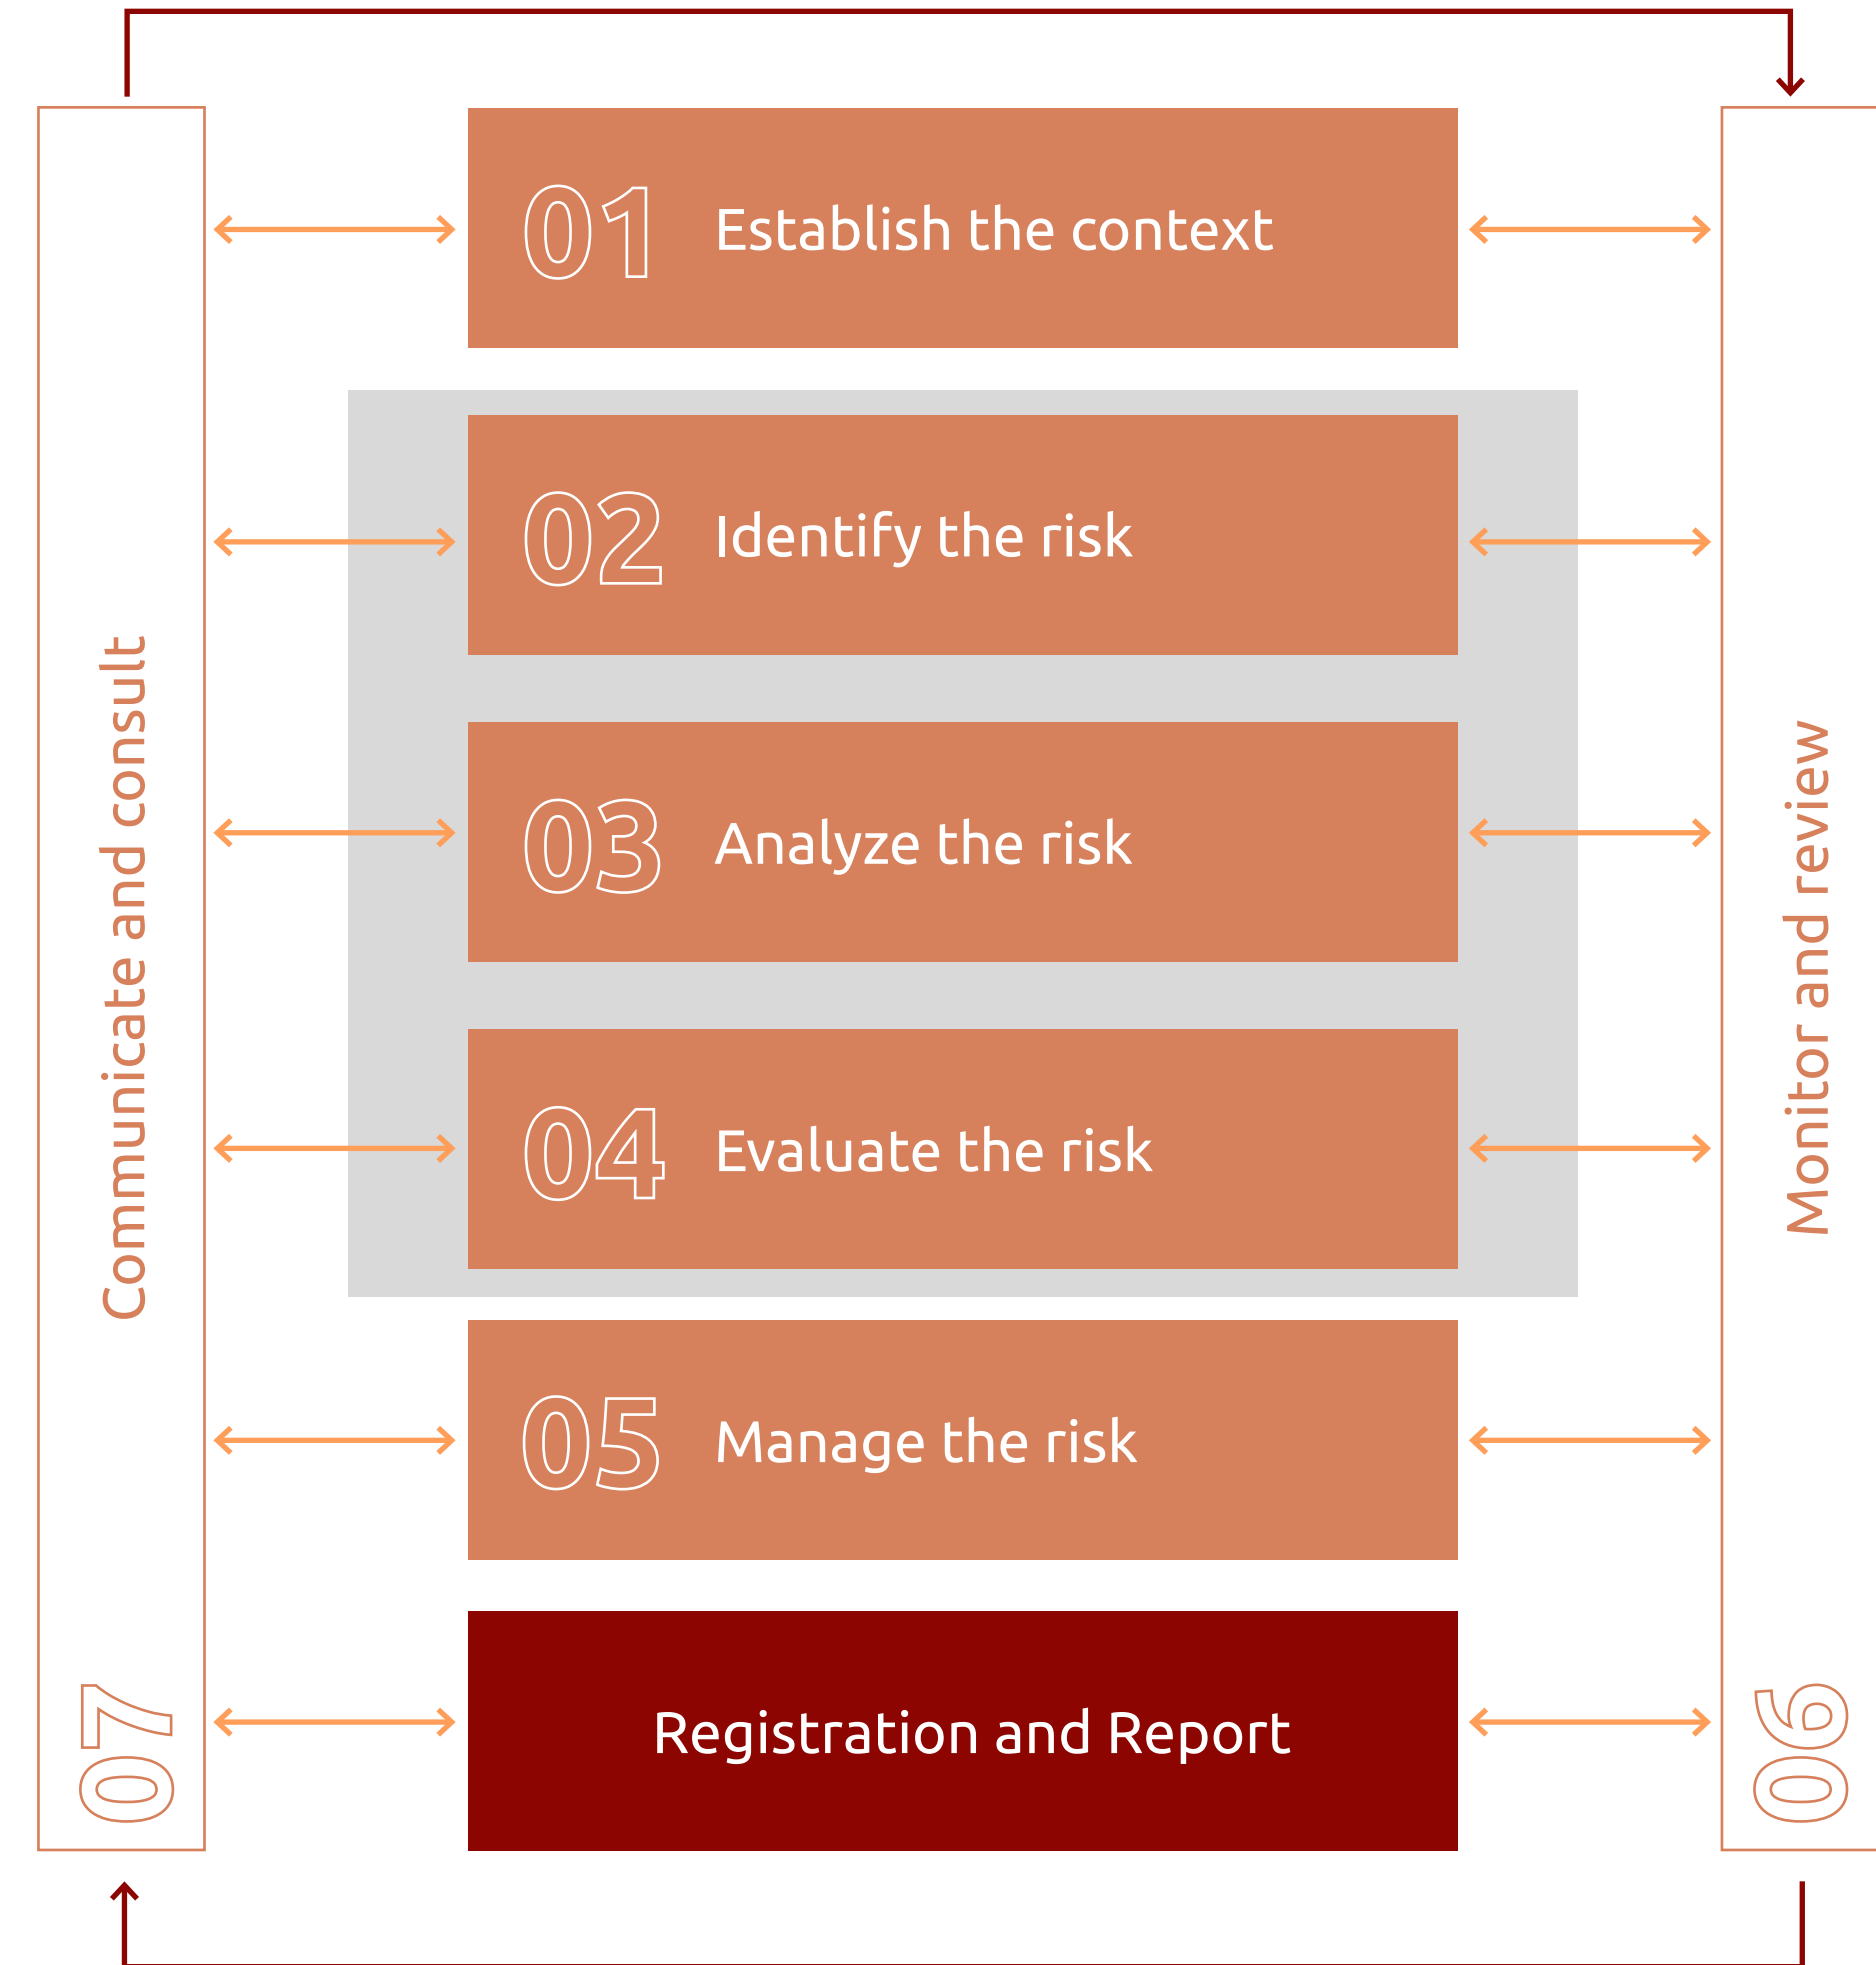 01 Establish the context
02 Identify the risk
03 Analyze the risk
04 Evaluate the risk
05 Manage the risk
Registration and Report
06 Monitor and review
07 Communicate and consult